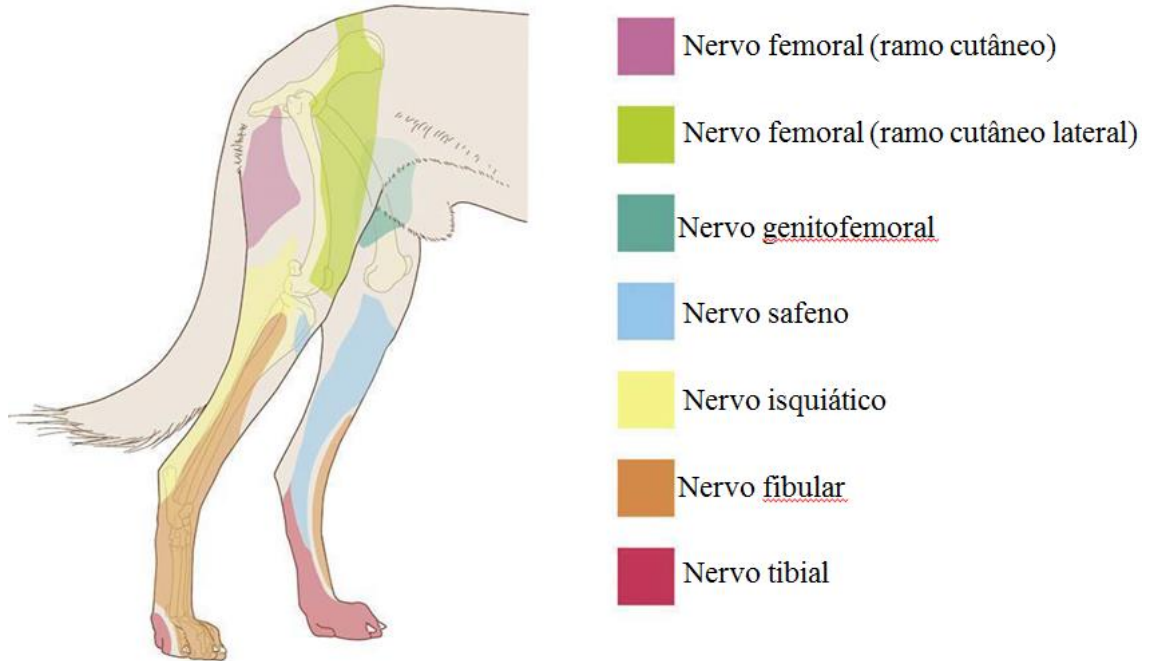 Nervo femoral (ramo cutâneo)
Nervo femoral (ramo cutâneo lateral)
Nervo genitofemoral
Nervo safeno
Nervo isquiático
Nervo fibular
Nervo tibial